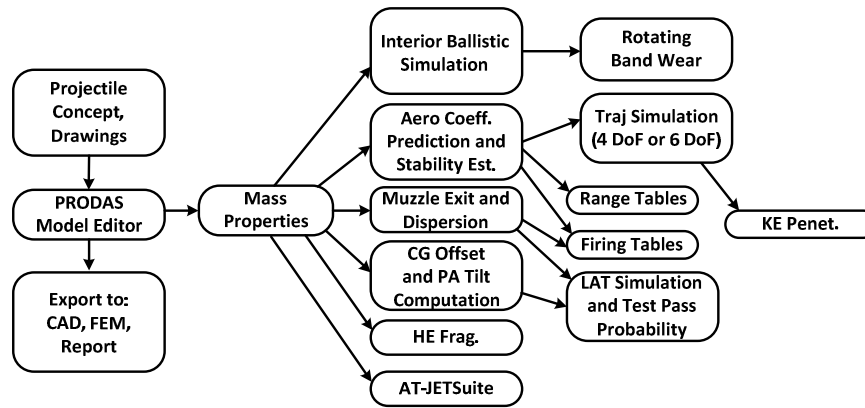 Projectile
Concept,
Drawings
PRODAS
Model Editor
Export to:
CAD, FEM,
Report
Mass
Properties
Interior Ballistic
Simulation
Aero Coeff.
Prediction and
Stability Est.
Muzzle Exit and
Dispersion
CG Offset
and PA Tilt
Computation
HE Frag.
AT-JETSuite
Rotating
Band Wear
Traj Simulation
(4 DoF or 6 DoF)
Range Tables
Firing Tables
LAT Simulation
and Test Pass
Probability
KE Penet.